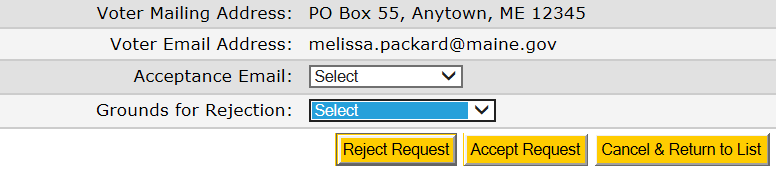 Voter Mailing Address: PO Box 55, Anytown, ME 12345
Voter Email Address: melissa.packard@maine.gov
Acceptance Email: Select
Grounds for Rejection: Select
Reject Request Accept Request Cancel & Return to List